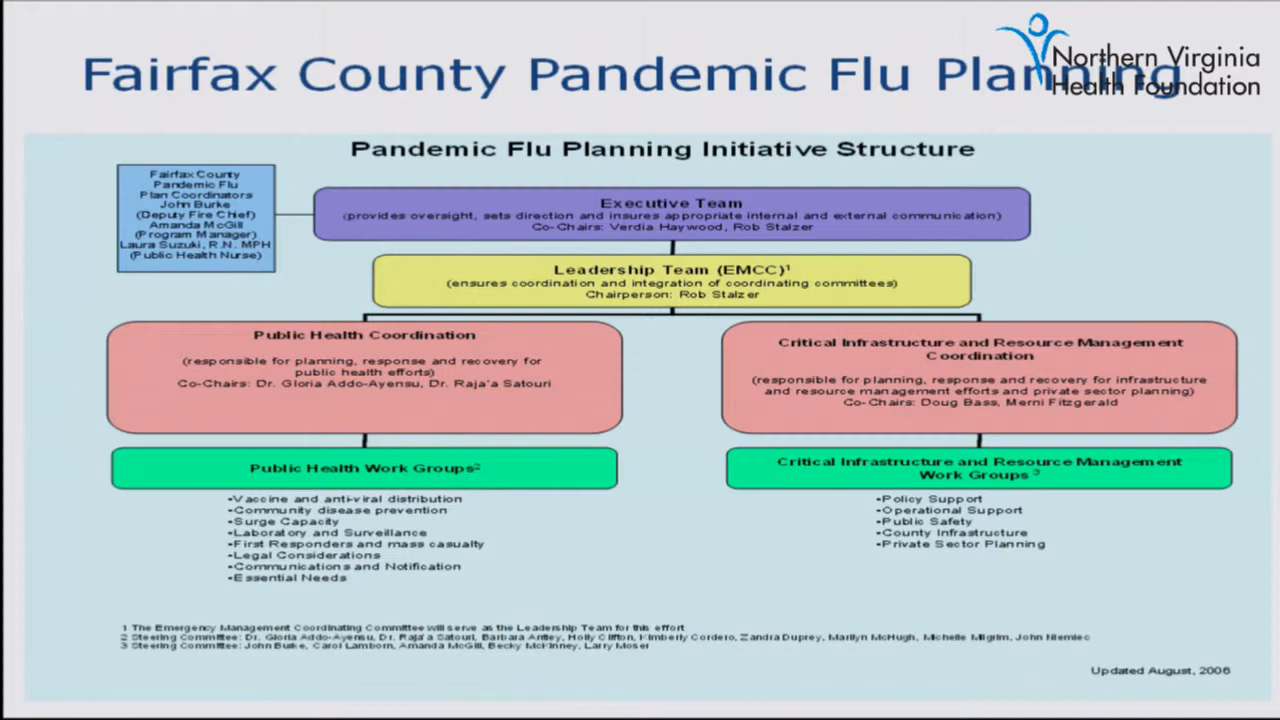 Fairfax County Pandemic Flu Planning
Northern Virginia
Health Foundation
Pandemic Flu Planning Initiative Structure
Fairfax County
Pandemic Flu
Plan Coordinators
John Burke
(Deputy Fire Chief)
Amanda McGill
(Program Manager)
Laura Suzuki, R.N. MPH
(Public Health Nurse)
Executive Team
(provides oversight, sets direction and insures appropriate internal and external communication)
Co-Chairs: Verdia Haywood, Rob Stalzer
Leadership Team (EMCC)¹
(ensures coordination and integration of coordinating committees)
Chairperson: Rob Stalzer
Public Health Coordination
(responsible for planning, response and recovery for
public health efforts)
Co-Chairs: Dr. Gloria Addo-Ayensu, Dr. Raja'a Satouri
Critical Infrastructure and Resource Management
Coordination
(responsible for planning, response and recovery for infrastructure
and resource management efforts and private sector planning)
Co-Chairs: Doug Bass, Merni Fitzgerald
Public Health Work Groups²
•Vaccine and anti-viral distribution
•Community disease prevention
•Surge Capacity
•Laboratory and Surveillance
•First Responders and mass casualty
•Legal Considerations
•Communications and Notification
•Essential Needs
Critical Infrastructure and Resource Management
Work Groups ³
•Policy Support
•Operational Support
•Public Safety
•County Infrastructure
•Private Sector Planning
1 The Emergency Management Coordinating Committee will serve as the Leadership Team for this effort
2 Steering Committee: Dr. Gloria Addo-Ayensu, Dr. Raja'a Satouri, Barbara Antley, Holly Clifton, Kimberly Cordero, Zandra Duprey, Marilyn McHugh, Michelle Milgrim, John Niemiec
3 Steering Committee: John Burke, Carol Lamborn, Amanda McGill, Becky McKinney, Larry Moser
Updated August, 2006